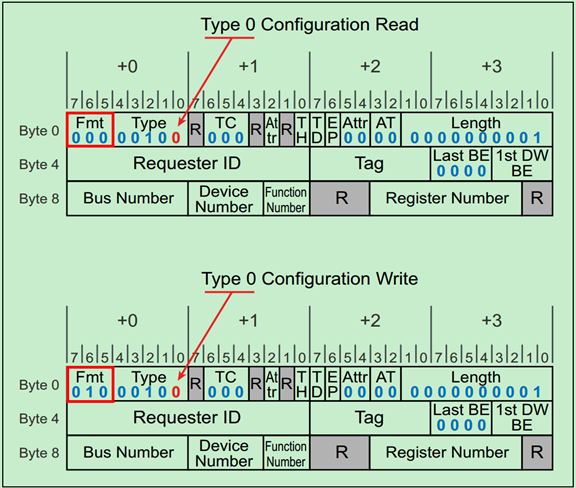 Type 0 Configuration Read
+0 +1 +2 +3
7 6 5 4 3 2 1 0 7 6 5 4 3 2 1 0 7 6 5 4 3 2 1 0 7 6 5 4 3 2 1 0
Byte 0 Fmt 0 0 0 Type 0 0 1 0 0 R TC 0 0 0 R At tr R T H T D E P Attr 0 0 AT 0 0 Length 0 0 0 0 0 0 0 0 0 1
Byte 4 Requester ID Tag Last BE 0 0 0 0 1st DW BE
Byte 8 Bus Number Device Number Function Number R Register Number R
Type 0 Configuration Write
+0 +1 +2 +3
7 6 5 4 3 2 1 0 7 6 5 4 3 2 1 0 7 6 5 4 3 2 1 0 7 6 5 4 3 2 1 0
Byte 0 Fmt 0 1 0 Type 0 0 1 0 0 R TC 0 0 0 R At tr R T H T D E P Attr 0 0 AT 0 0 Length 0 0 0 0 0 0 0 0 0 1
Byte 4 Requester ID Tag Last BE 0 0 0 0 1st DW BE
Byte 8 Bus Number Device Number Function Number R Register Number R